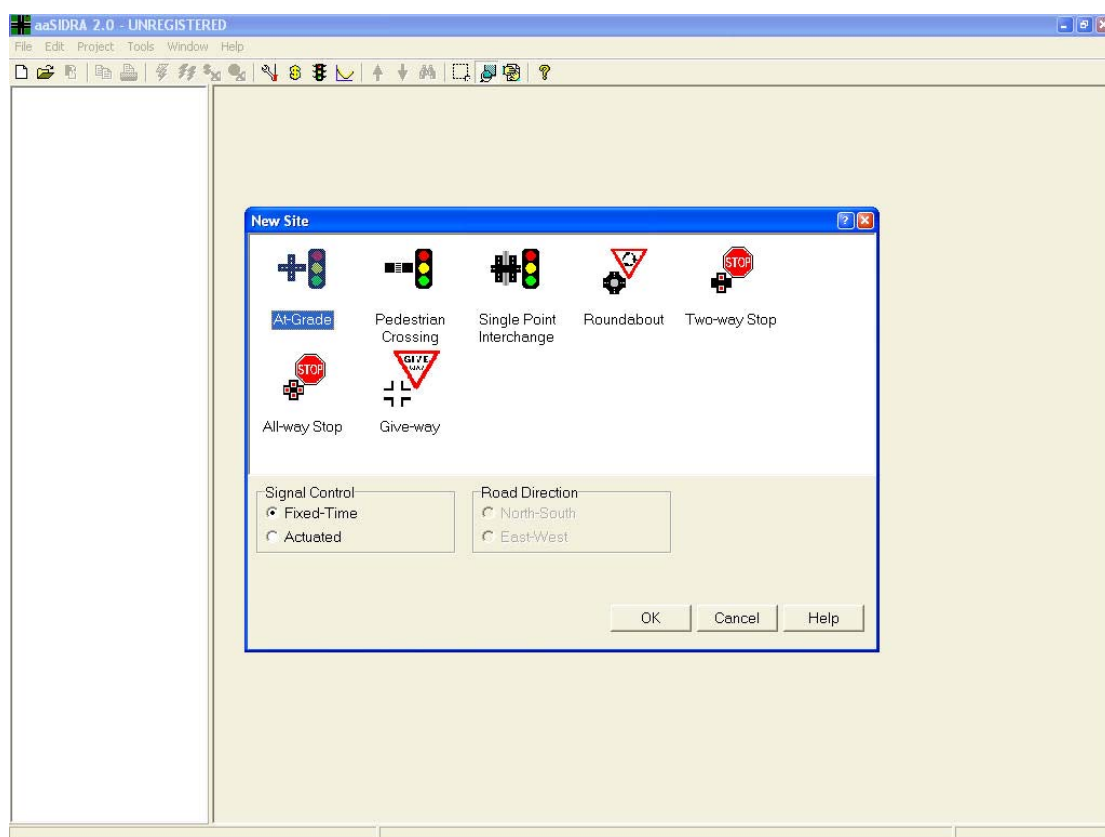 aaSIDRA 2.0 - UNREGISTERED
File Edit Project Tools Window Help
New Site
STOP
At-Grade Pedestrian Crossing Single Point Interchange Roundabout Two-way Stop
STOP GIVE WAY
All-way Stop Give-way
Signal Control Road Direction
Fixed-Time North-South
Actuated East-West
OK Cancel Help